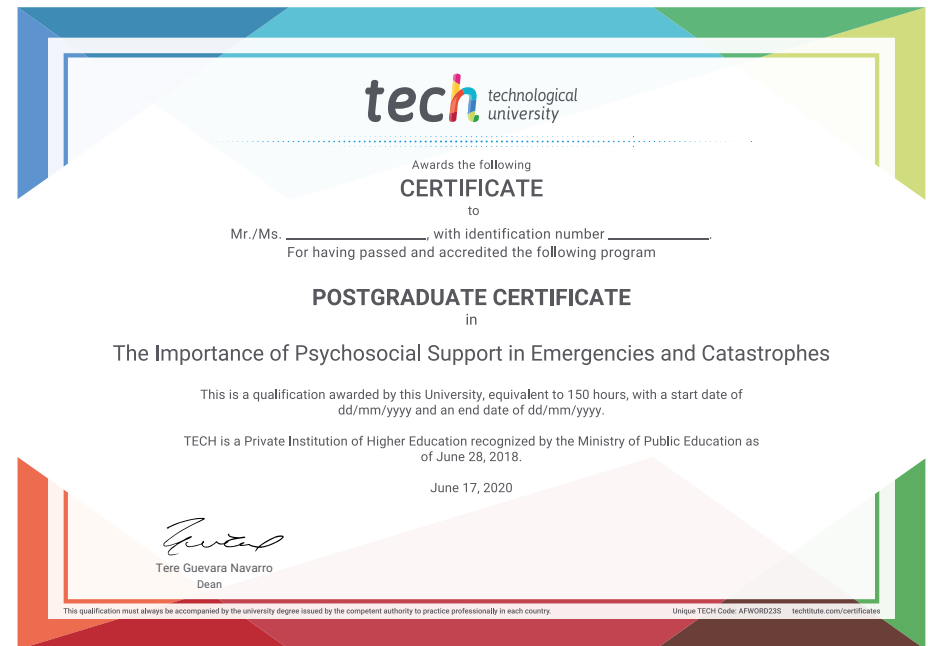 tech technological
university
Awards the following
CERTIFICATE
to
Mr./Ms. ____________________, with identification number ______________.
For having passed and accredited the following program
POSTGRADUATE CERTIFICATE
in
The Importance of Psychosocial Support in Emergencies and Catastrophes
This is a qualification awarded by this University, equivalent to 150 hours, with a start date of
dd/mm/yyyy and an end date of dd/mm/yyyy.
TECH is a Private Institution of Higher Education recognized by the Ministry of Public Education as
of June 28, 2018.
June 17, 2020
Tere Guevara Navarro
Dean
This qualification must always be accompanied by the university degree issued by the competent authority to practice professionally in each country.
Unique TECH Code: AFWORD23S techtitute.com/certificates